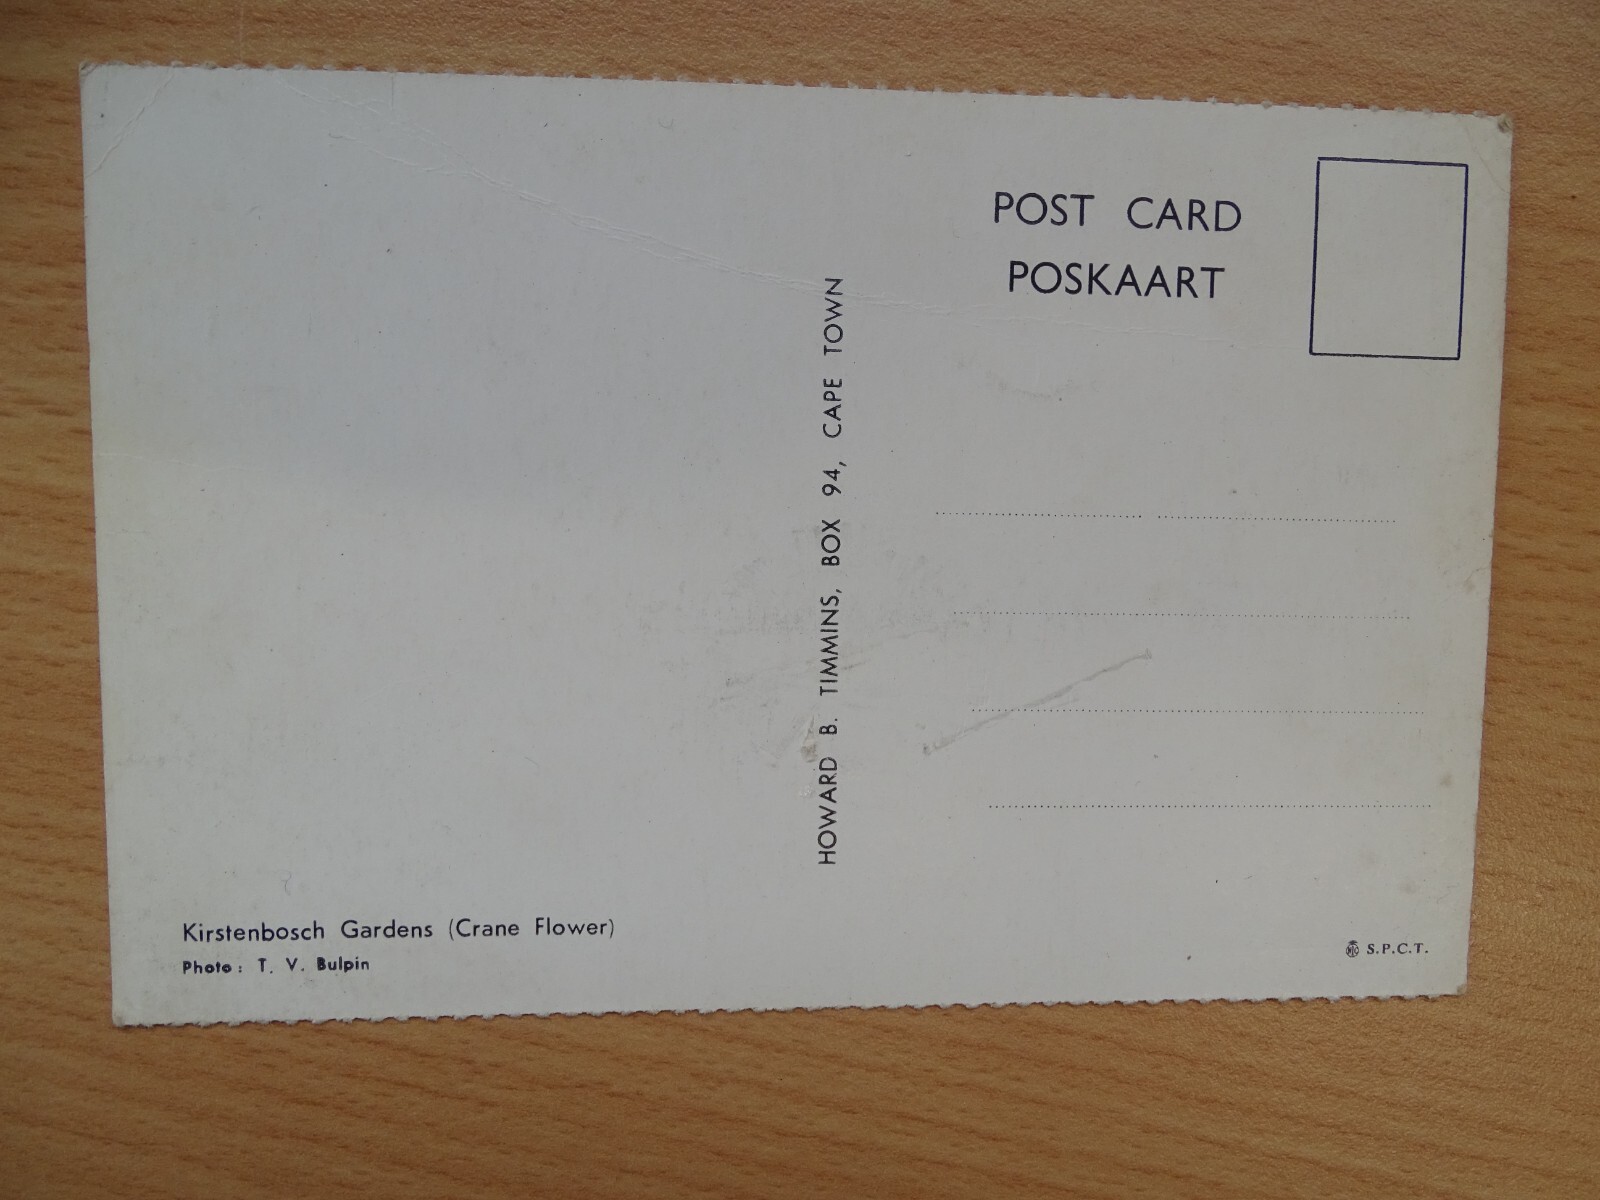 POST CARD
POSKAART
HOWARD B. TIMMINS, BOX 94, CAPE TOWN
Kirstenbosch Gardens (Crane Flower)
Photo: T. V. Bulpin
S.P.C.T.